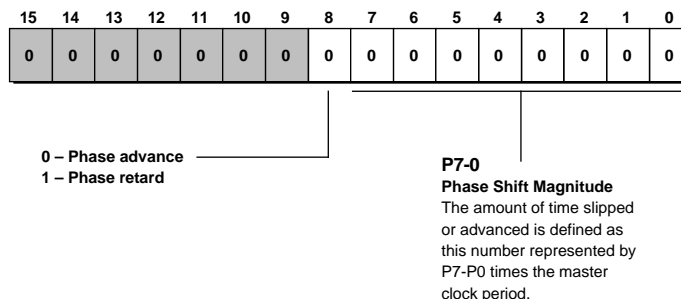 15 14 13 12 11 10 9 8 7 6 5 4 3 2 1 0
0 0 0 0 0 0 0 0 0 0 0 0 0 0 0 0
0 – Phase advance
1 – Phase retard
P7-0
Phase Shift Magnitude
The amount of time slipped
or advanced is defined as
this number represented by
P7-P0 times the master
clock period.